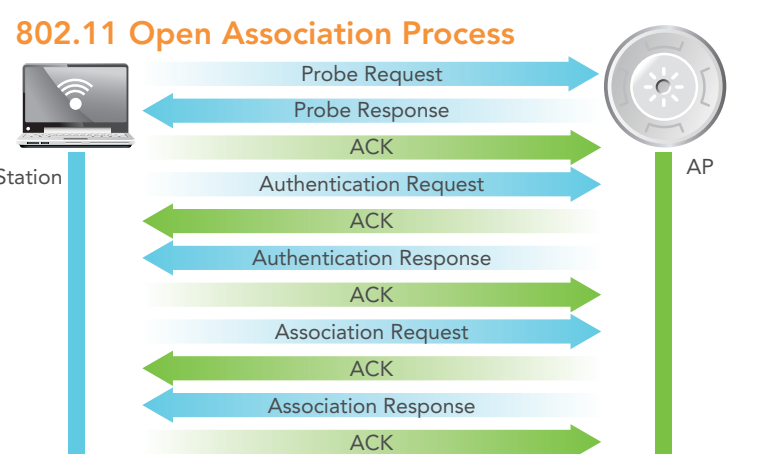 802.11 Open Association Process
Probe Request
Probe Response
ACK
AP
Station
Authentication Request
ACK
Authentication Response
ACK
Association Request
ACK
Association Response
ACK